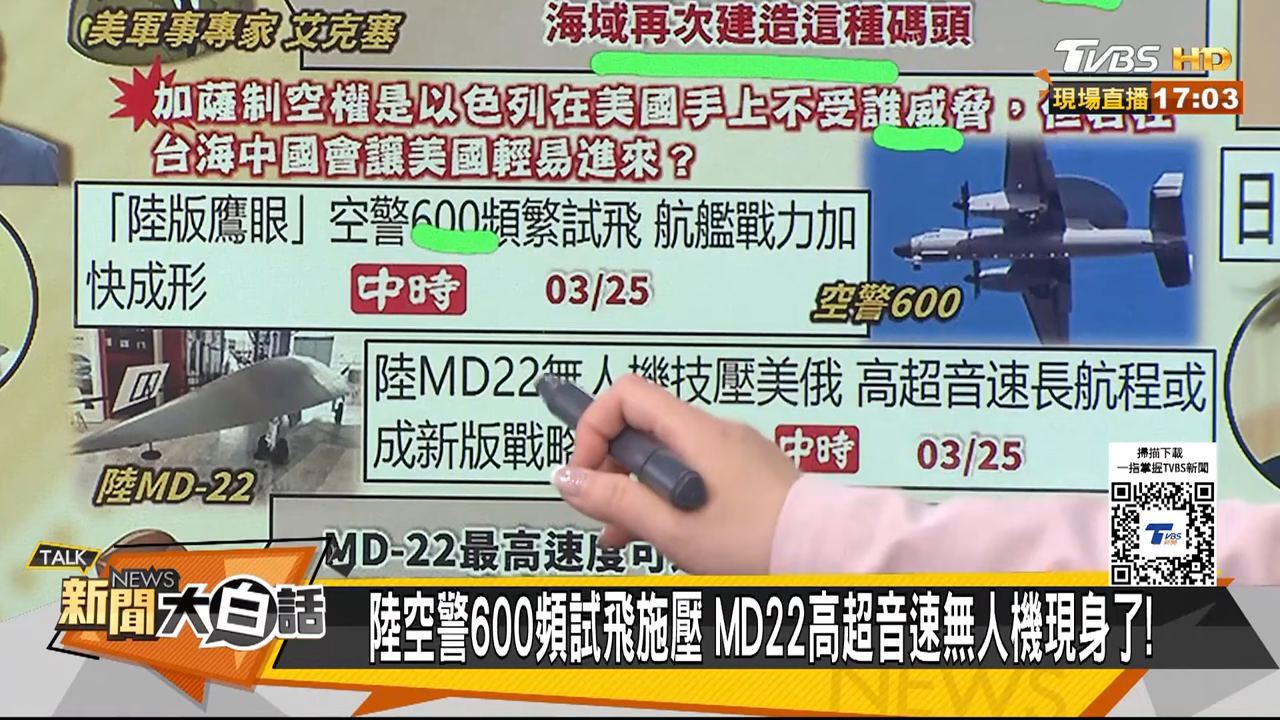 美軍事專家 艾克塞
海域再次建造這種碼頭
TVBS HD
現場直播 17:03
加薩制空權是以色列在美國手上不受誰威脅，但若在
台海中國會讓美國輕易進來？
「陸版鷹眼」空警600頻繁試飛 航艦戰力加
快成形 中時 03/25
空警600
日
陸MD22無人機技壓美俄 高超音速長航程或
成新版戰略
中時 03/25
陸MD-22
掃描下載
一指掌握TVBS新聞
TVBS 新聞
MD-22最高速度可
TALK
NEWS
新聞大白話
陸空警600頻試飛施壓 MD22高超音速無人機現身了!
NEWS